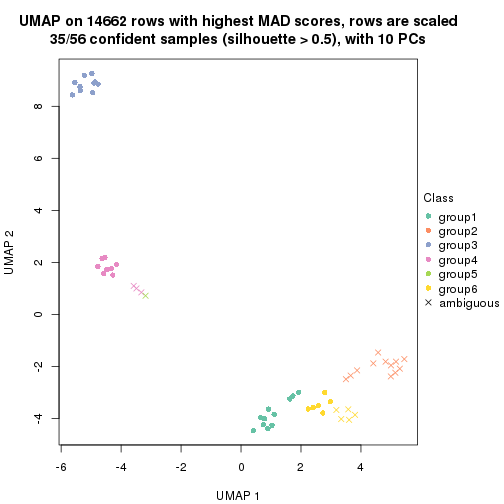 UMAP on 14662 rows with highest MAD scores, rows are scaled
35/56 confident samples (silhouette > 0.5), with 10 PCs
8
6
4
2
0
-2
-4
UMAP 2
-6
-4
-2
0
2
4
UMAP 1
Class
group1
group2
group3
group4
group5
group6
ambiguous